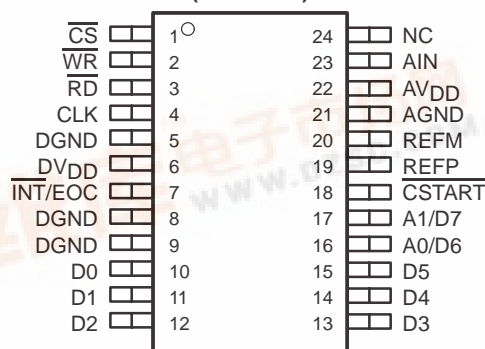 CS 1 24 NC
WR 2 23 AIN
RD 3 22 AVDD
CLK 4 21 AGND
DGND 5 20 REFM
DVDD 6 19 REFP
INT/EOC 7 18 CSTART
DGND 8 17 A1/D7
DGND 9 16 A0/D6
D0 10 15 D5
D1 11 14 D4
D2 12 13 D3